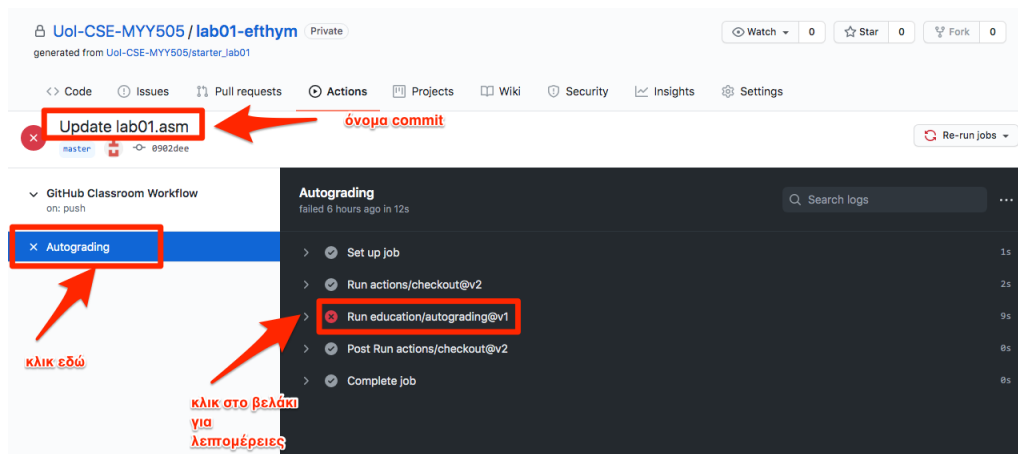 UoI-CSE-MYY505 / lab01-efthym Private
generated from UoI-CSE-MYY505/starter_lab01
Watch 0 Star 0 Fork 0
Code Issues Pull requests Actions Projects Wiki Security Insights Settings
Update lab01.asm
όνομα commit
master 0902dee
Re-run jobs
GitHub Classroom Workflow
on: push
Autograding
κλικ εδώ
Autograding
failed 6 hours ago in 12s
Search logs
Set up job 1s
Run actions/checkout@v2 2s
Run education/autograding@v1 9s
Post Run actions/checkout@v2 0s
Complete job 0s
κλικ στο βελάκι
για
λεπτομέρειες